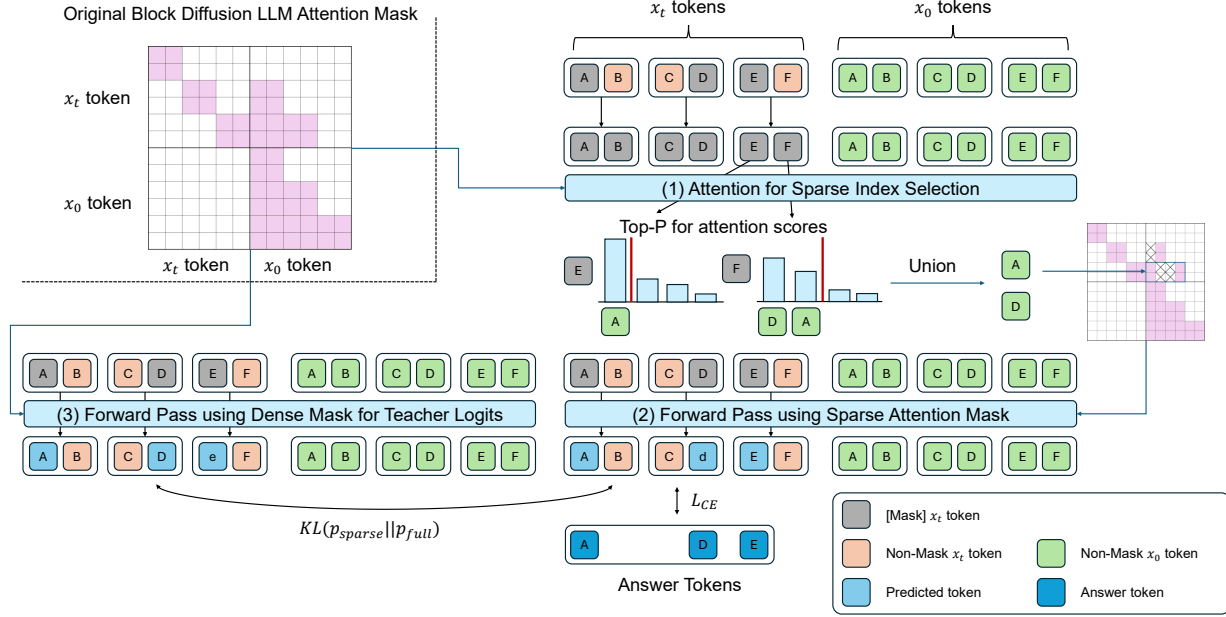 Original Block Diffusion LLM Attention Mask
x_t token
x_0 token
x_t token x_0 token
x_t tokens x_0 tokens
A B C D E F A B C D E F
A B C D E F A B C D E F
(1) Attention for Sparse Index Selection
Top-P for attention scores
E F Union A
A D A D
A B C D E F A B C D E F
(3) Forward Pass using Dense Mask for Teacher Logits
A B C D e F A B C D E F
A B C D E F A B C D E F
(2) Forward Pass using Sparse Attention Mask
A B C d E F A B C D E F
KL(p_sparse||p_full)
L_CE
A D E
Answer Tokens
[Mask] x_t token
Non-Mask x_t token Non-Mask x_0 token
Predicted token Answer token